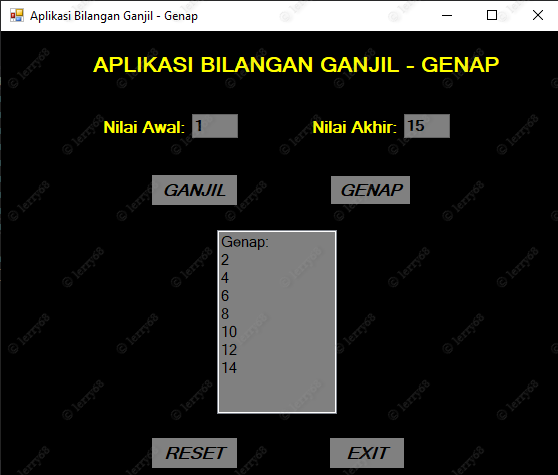 Aplikasi Bilangan Ganjil - Genap
APLIKASI BILANGAN GANJIL - GENAP
Nilai Awal: 1 Nilai Akhir: 15
GANJIL GENAP
Genap:
2
4
6
8
10
12
14
RESET EXIT
© lerry68